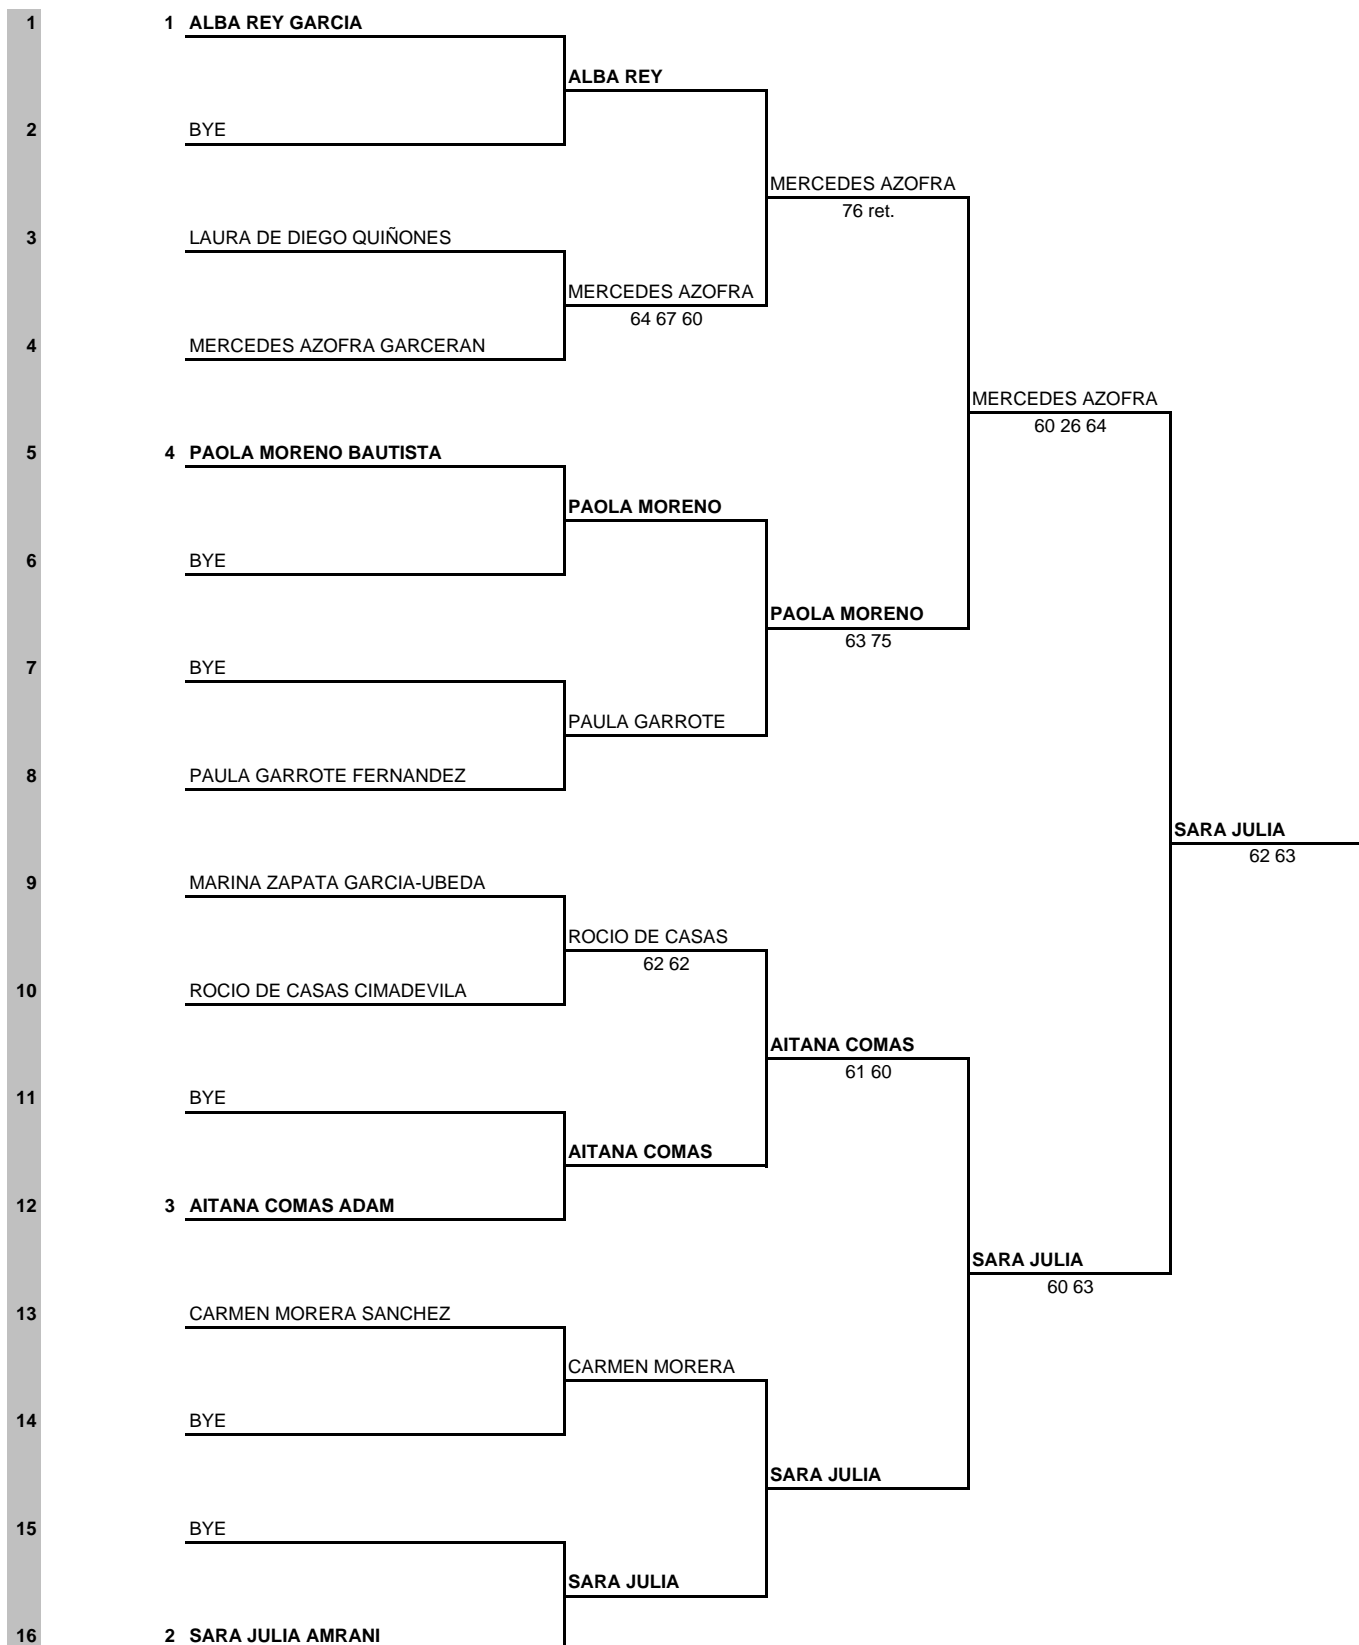 1 1 ALBA REY GARCIA
ALBA REY
2 BYE
MERCEDES AZOFRA
76 ret.
3 LAURA DE DIEGO QUIÑONES
MERCEDES AZOFRA
64 67 60
4 MERCEDES AZOFRA GARCERAN
MERCEDES AZOFRA
60 26 64
5 4 PAOLA MORENO BAUTISTA
PAOLA MORENO
6 BYE
PAOLA MORENO
63 75
7 BYE
PAULA GARROTE
8 PAULA GARROTE FERNANDEZ
SARA JULIA
62 63
9 MARINA ZAPATA GARCIA-UBEDA
ROCIO DE CASAS
62 62
10 ROCIO DE CASAS CIMADEVILA
AITANA COMAS
61 60
11 BYE
AITANA COMAS
12 3 AITANA COMAS ADAM
SARA JULIA
60 63
13 CARMEN MORERA SANCHEZ
CARMEN MORERA
14 BYE
SARA JULIA
15 BYE
SARA JULIA
16 2 SARA JULIA AMRANI